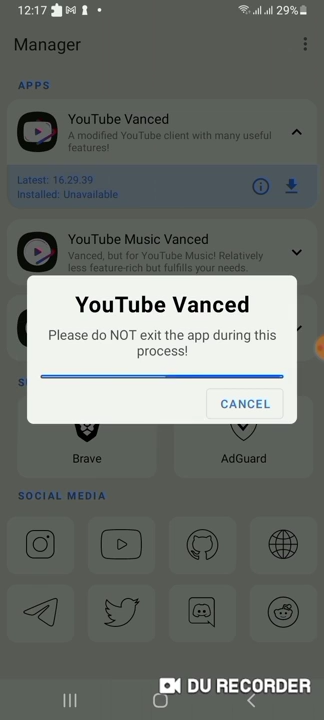 12:17 29%
Manager
APPS
YouTube Vanced
A modified YouTube client with many useful
features!
Latest: 16.29.39
Installed: Unavailable
YouTube Music Vanced
Vanced, but for YouTube Music! Relatively
less feature-rich but fulfills your needs.
YouTube Vanced
Please do NOT exit the app during this
process!
CANCEL
Brave
AdGuard
SOCIAL MEDIA
DU RECORDER